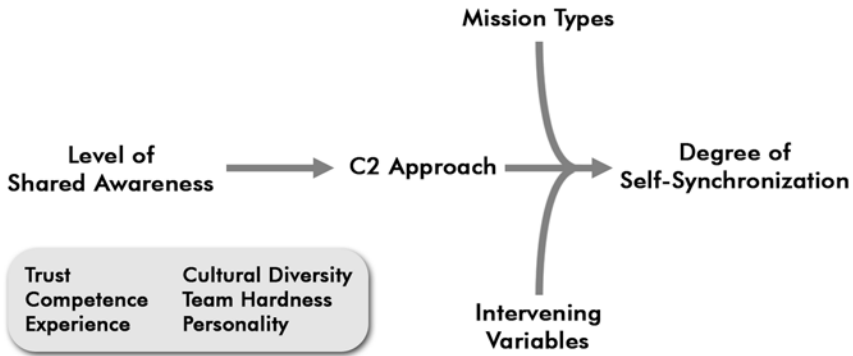 Mission Types
Level of
Shared Awareness
C2 Approach
Degree of
Self-Synchronization
Trust
Competence
Experience
Cultural Diversity
Team Hardness
Personality
Intervening
Variables